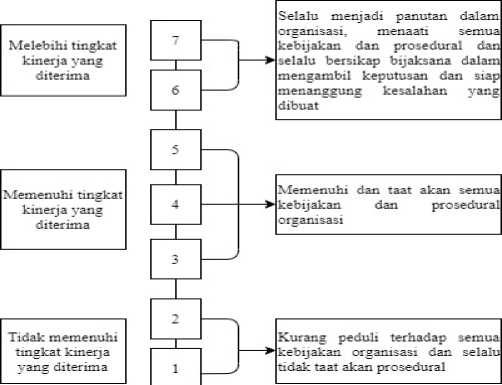 Melebihi tingkat
kinerja yang
diterima
7
6
Selalu menjadi panutan dalam
organisasi, menaati semua
kebijakan dan prosedural dan
selalu bersikap bijaksana dalam
mengambil keputusan dan siap
menanggung kesalahan yang
dibuat
Memenuhi tingkat
kinerja yang
diterima
5
4
3
Memenuhi dan taat akan semua
kebijakan dan prosedural
organisasi
Tidak memenuhi
tingkat kinerja
yang diterima
2
1
Kurang peduli terhadap semua
kebijakan organisasi dan selalu
tidak taat akan prosedural